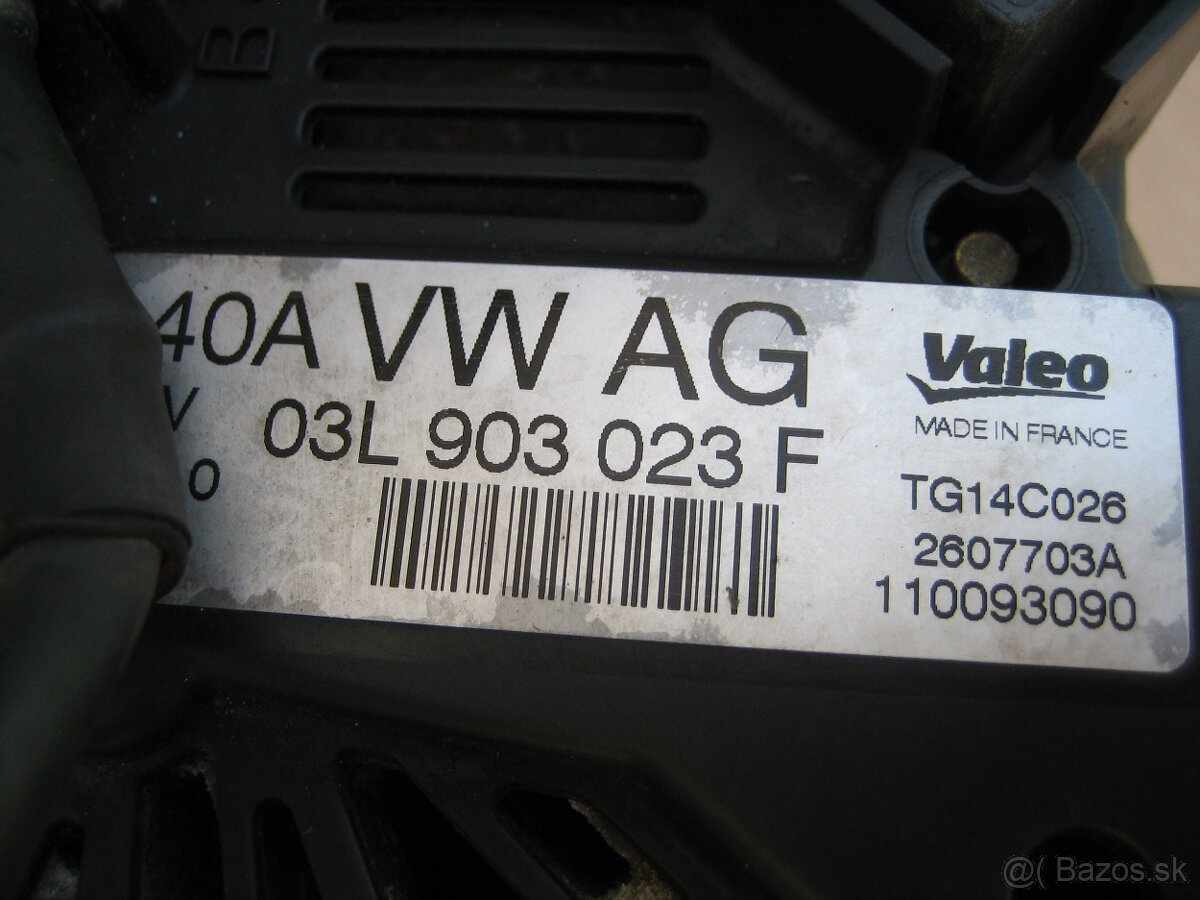 B
40A VW AG
V 03L 903 023 F
0
Valeo
MADE IN FRANCE
TG14C026
2607703A
110093090
@( Bazos.sk